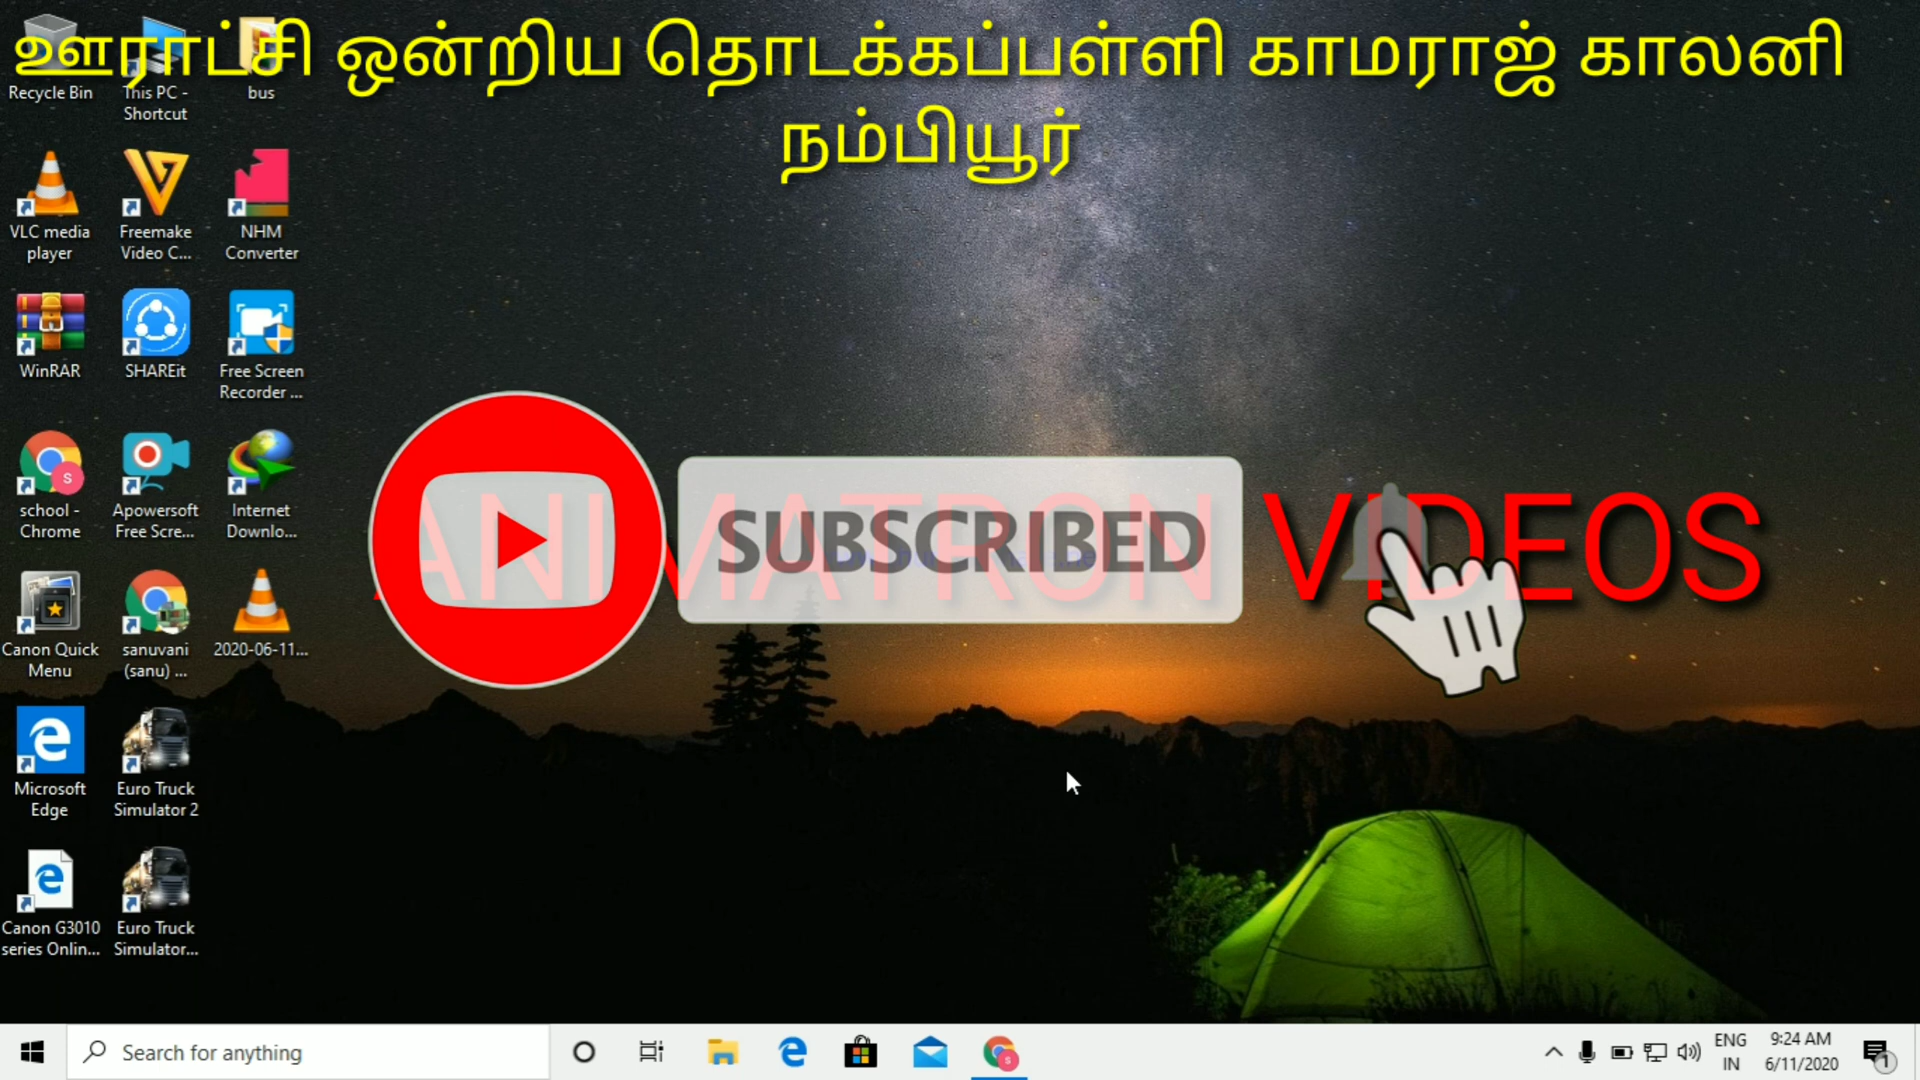 ஊராட்சி ஒன்றிய தொடக்கப்பள்ளி காமராஜ் காலனி
நம்பியூர்
Recycle Bin
This PC -
Shortcut
bus
VLC media
player
Freemake
Video C...
NHM
Converter
WinRAR
SHAREit
Free Screen
Recorder ...
school -
Chrome
Apowersoft
Free Scre...
Internet
Downlo...
ANIMATRON VIDEOS
SUBSCRIBED
Canon Quick
Menu
sanuvani
(sanu) ...
2020-06-11...
Microsoft
Edge
Euro Truck
Simulator 2
Canon G3010
series Onlin...
Euro Truck
Simulator...
Search for anything
ENG
IN
9:24 AM
6/11/2020
1